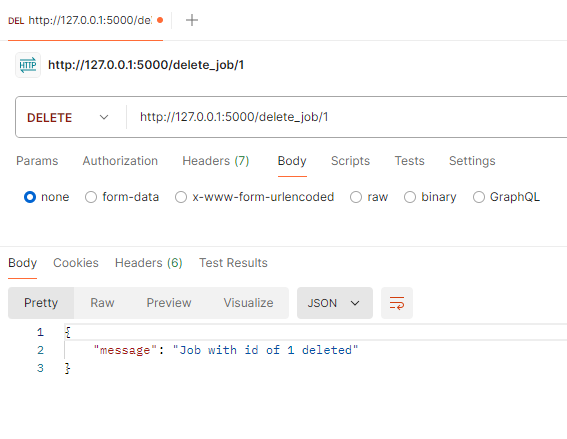 DEL http://127.0.0.1:5000/de
HTTP http://127.0.0.1:5000/delete_job/1
DELETE http://127.0.0.1:5000/delete_job/1
Params Authorization Headers (7) Body Scripts Tests Settings
none form-data x-www-form-urlencoded raw binary GraphQL
Body Cookies Headers (6) Test Results
Pretty Raw Preview Visualize JSON
1 {
2 "message": "Job with id of 1 deleted"
3 }